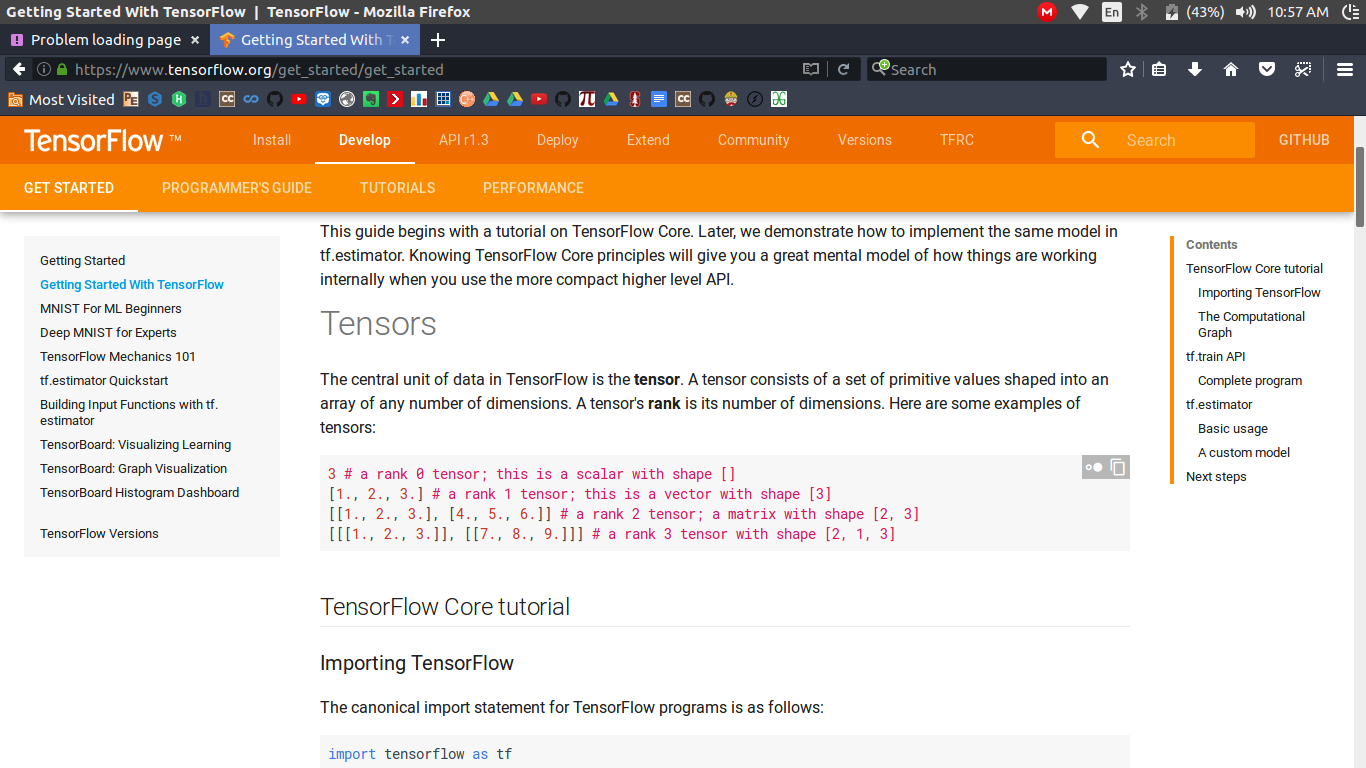 Getting Started With TensorFlow | TensorFlow - Mozilla Firefox
M En (43%) 10:57 AM
Problem loading page × Getting Started With T × +
https://www.tensorflow.org/get_started/get_started Search
Most Visited
TensorFlow ™ Install Develop API r1.3 Deploy Extend Community Versions TFRC Search GITHUB
GET STARTED PROGRAMMER'S GUIDE TUTORIALS PERFORMANCE
Getting Started
Getting Started With TensorFlow
MNIST For ML Beginners
Deep MNIST for Experts
TensorFlow Mechanics 101
tf.estimator Quickstart
Building Input Functions with tf.
estimator
TensorBoard: Visualizing Learning
TensorBoard: Graph Visualization
TensorBoard Histogram Dashboard
TensorFlow Versions
This guide begins with a tutorial on TensorFlow Core. Later, we demonstrate how to implement the same model in
tf.estimator. Knowing TensorFlow Core principles will give you a great mental model of how things are working
internally when you use the more compact higher level API.
Tensors
The central unit of data in TensorFlow is the tensor. A tensor consists of a set of primitive values shaped into an
array of any number of dimensions. A tensor's rank is its number of dimensions. Here are some examples of
tensors:
3 # a rank 0 tensor; this is a scalar with shape []
[1., 2., 3.] # a rank 1 tensor; this is a vector with shape [3]
[[1., 2., 3.], [4., 5., 6.]] # a rank 2 tensor; a matrix with shape [2, 3]
[[[1., 2., 3.]], [[7., 8., 9.]]] # a rank 3 tensor with shape [2, 1, 3]
TensorFlow Core tutorial
Importing TensorFlow
The canonical import statement for TensorFlow programs is as follows:
import tensorflow as tf
Contents
TensorFlow Core tutorial
Importing TensorFlow
The Computational
Graph
tf.train API
Complete program
tf.estimator
Basic usage
A custom model
Next steps